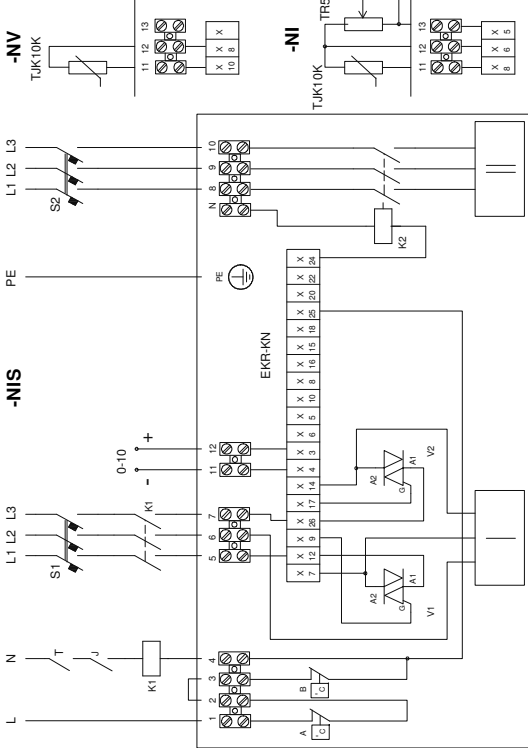 -NIS
-NV
-NI
TJK10K
TJK10K
TR5
11 12 13
X X X
10 8
11 12 13
X X X
8 6 5
L N
L1 L2 L3
PE
L1 L2 L3
T
J
K1
S1
K1
0-10
- +
S2
1 2 3 4
5 6 7
11 12
PE
N 8 9 10
EKR-KN
X X X X X X X X X X X X X X X X X X X
7 12 9 26 17 14 4 3 6 5 10 8 16 15 18 25 20 22 24
A °C
B °C
A2
G A1
V1
A2
G A1
V2
K2